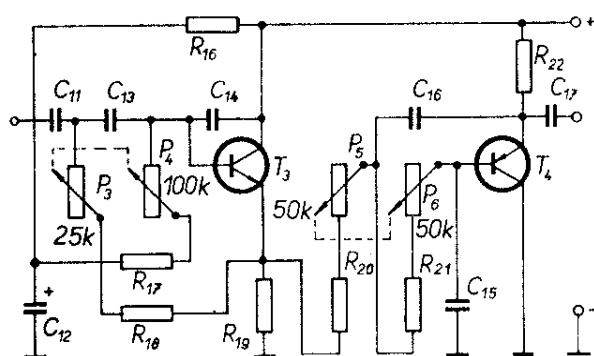 +
R16
R22
C11
C13
C14
C16
C17
P3
P4
100k
T3
P5
P6
T4
25k
50k
50k
R17
R20
R21
+
C12
R18
R19
C15
-